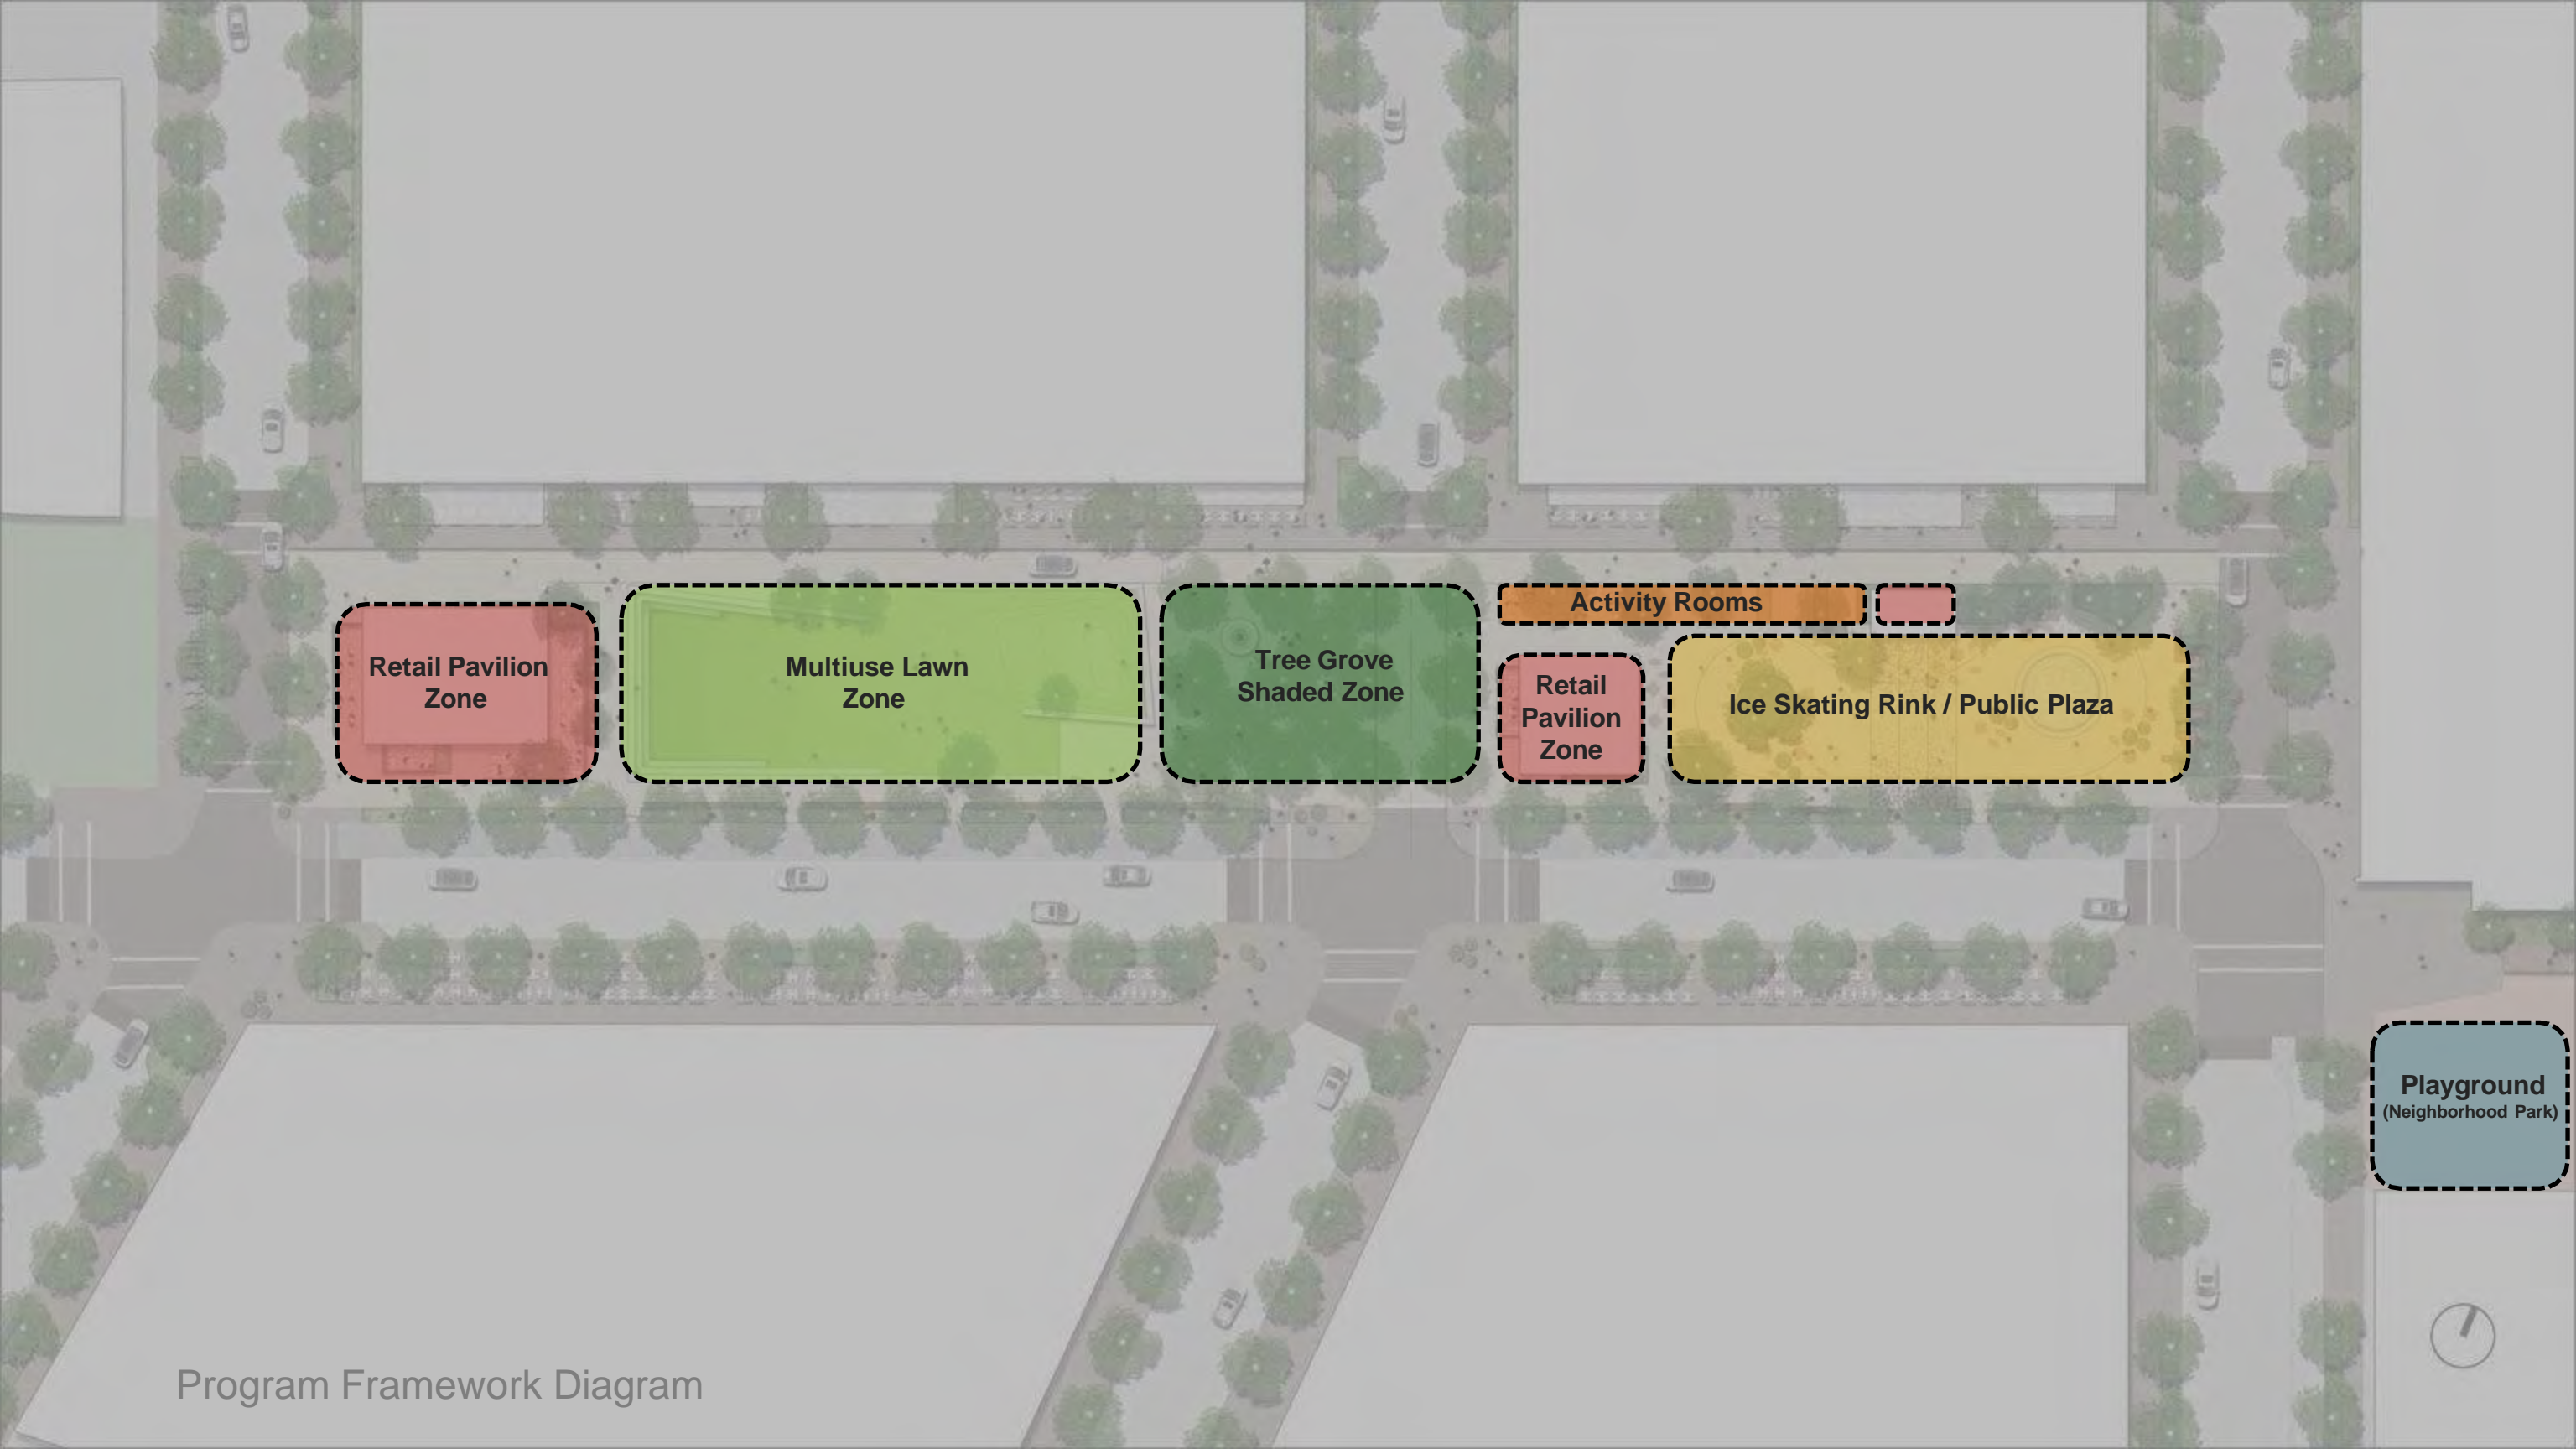 Retail Pavilion
Zone
Multiuse Lawn
Zone
Tree Grove
Shaded Zone
Activity Rooms
Retail
Pavilion
Zone
Ice Skating Rink / Public Plaza
Playground
(Neighborhood Park)
Program Framework Diagram